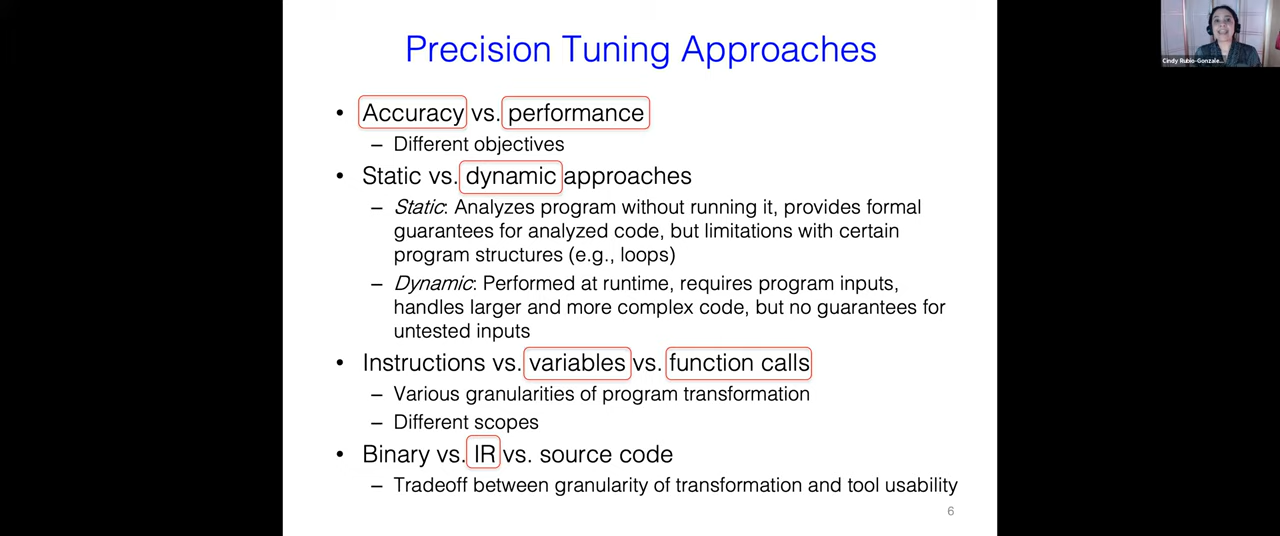 Precision Tuning Approaches
Cindy Rubio-Gonzale...
• Accuracy vs. performance
– Different objectives
• Static vs. dynamic approaches
– Static: Analyzes program without running it, provides formal
guarantees for analyzed code, but limitations with certain
program structures (e.g., loops)
– Dynamic: Performed at runtime, requires program inputs,
handles larger and more complex code, but no guarantees for
untested inputs
• Instructions vs. variables vs. function calls
– Various granularities of program transformation
– Different scopes
• Binary vs. IR vs. source code
– Tradeoff between granularity of transformation and tool usability
6